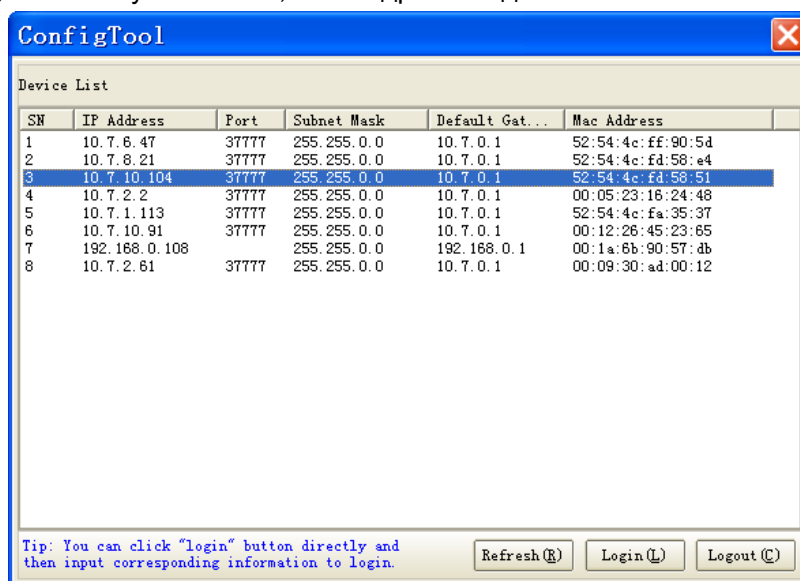 ConfigTool
Device List
SN IP Address Port Subnet Mask Default Gat... Mac Address
1 10.7.6.47 37777 255.255.0.0 10.7.0.1 52:54:4c:ff:90:5d
2 10.7.8.21 37777 255.255.0.0 10.7.0.1 52:54:4c:fd:58:e4
3 10.7.10.104 37777 255.255.0.0 10.7.0.1 52:54:4c:fd:58:51
4 10.7.2.2 37777 255.255.0.0 10.7.0.1 00:05:23:16:24:48
5 10.7.1.113 37777 255.255.0.0 10.7.0.1 52:54:4c:fa:35:37
6 10.7.10.91 37777 255.255.0.0 10.7.0.1 00:12:26:45:23:65
7 192.168.0.108 255.255.0.0 192.168.0.1 00:1a:6b:90:57:db
8 10.7.2.61 37777 255.255.0.0 10.7.0.1 00:09:30:ad:00:12
Tip: You can click "login" button directly and
then input corresponding information to login.
Refresh(R) Login(L) Logout(C)